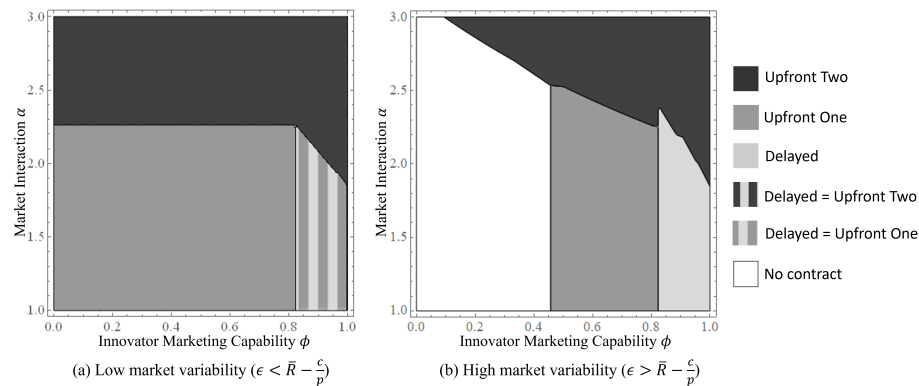 3.0
2.5
2.0
1.5
1.0
0.0 0.2 0.4 0.6 0.8 1.0
Market Interaction α
Innovator Marketing Capability ϕ
(a) Low market variability (ϵ < R̄ − c/p)
3.0
2.5
2.0
1.5
1.0
0.0 0.2 0.4 0.6 0.8 1.0
Market Interaction α
Innovator Marketing Capability ϕ
(b) High market variability (ϵ > R̄ − c/p)
Upfront Two
Upfront One
Delayed
Delayed = Upfront Two
Delayed = Upfront One
No contract